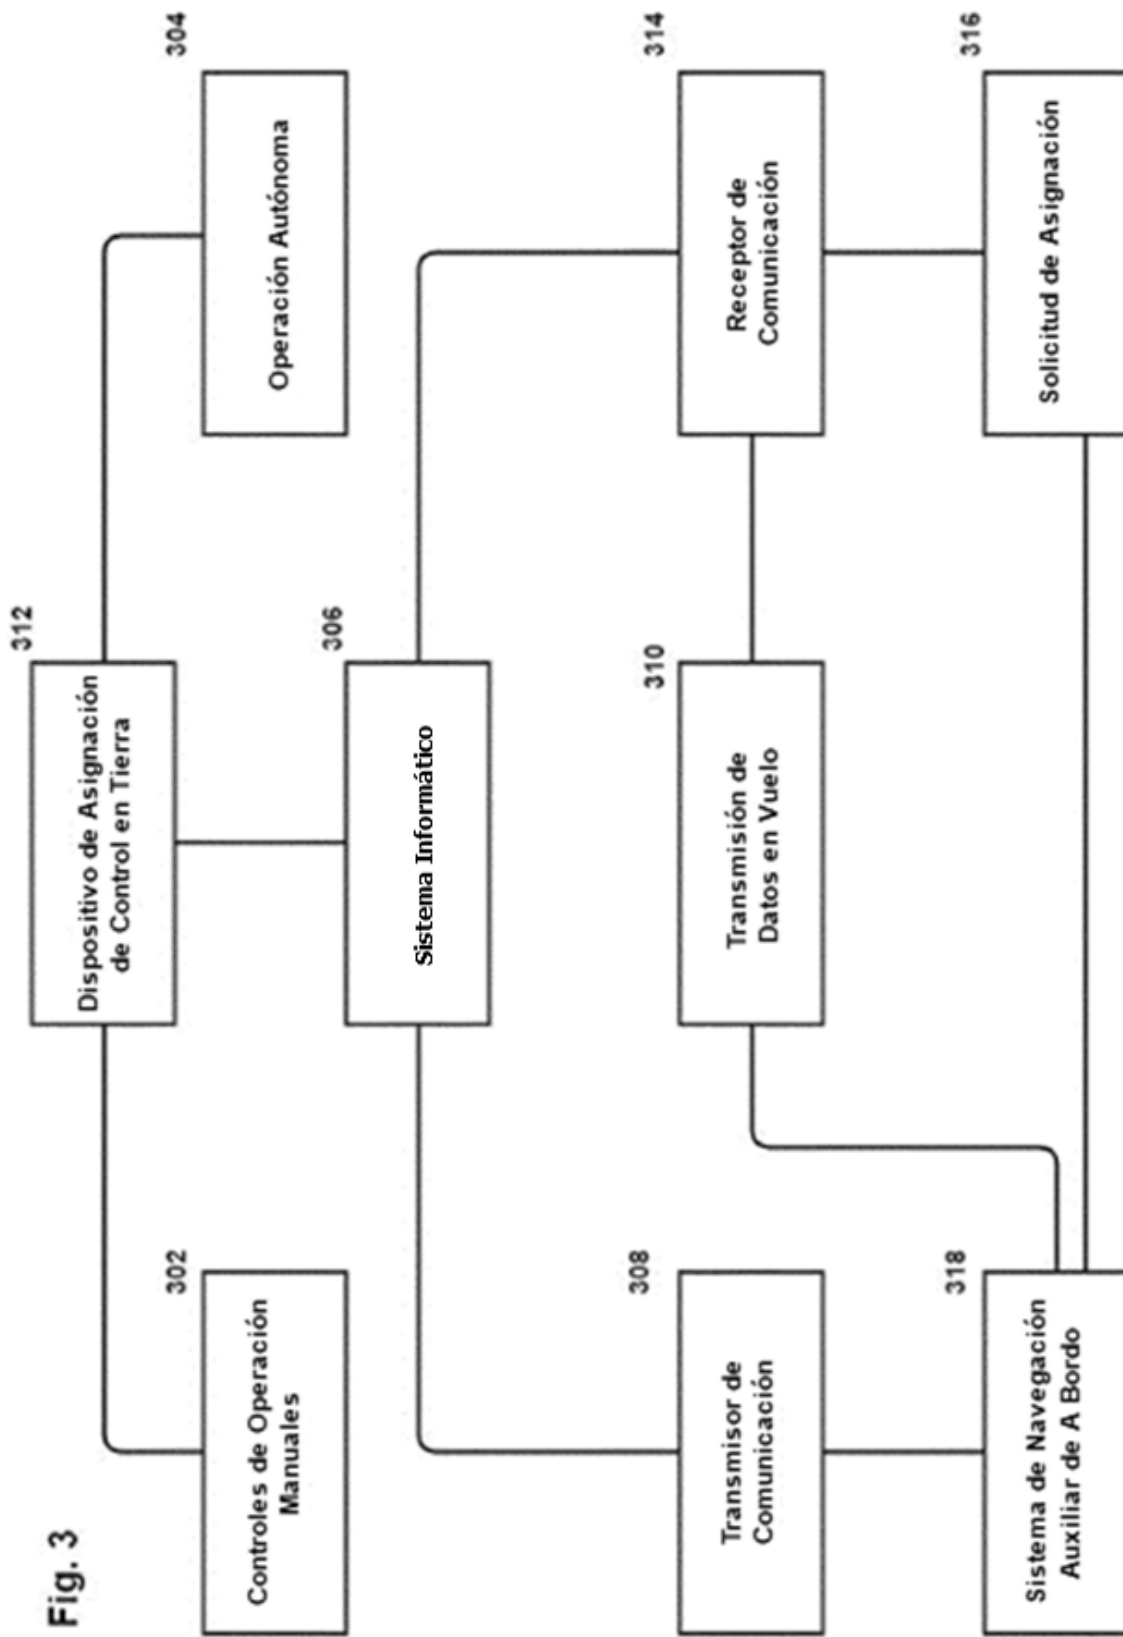 Fig. 3
312
Dispositivo de Asignación
de Control en Tierra
302
Controles de Operación
Manuales
304
Operación Autónoma
306
Sistema Informático
308
Transmisor de
Comunicación
310
Transmisión de
Datos en Vuelo
314
Receptor de
Comunicación
318
Sistema de Navegación
Auxiliar de A Bordo
316
Solicitud de Asignación